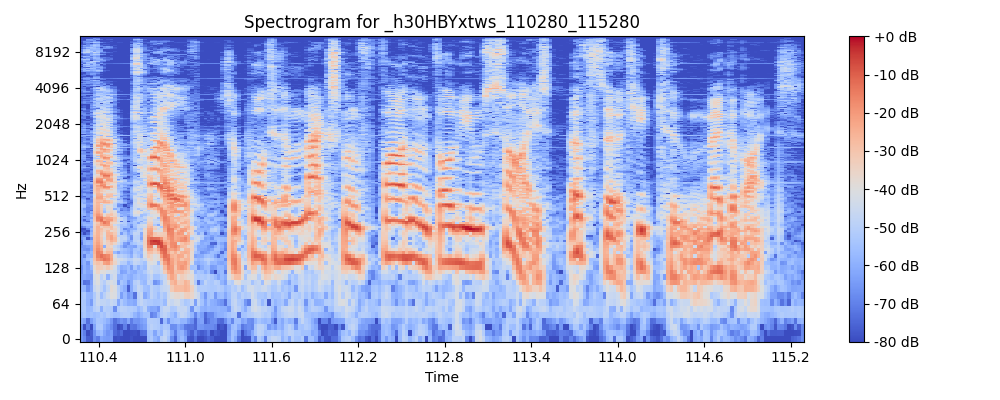 Spectrogram for _h30HBYxtws_110280_115280
+0 dB
8192
-10 dB
4096
-20 dB
2048
-30 dB
1024
-40 dB
Hz
512
-50 dB
256
-60 dB
128
64
-70 dB
0
-80 dB
110.4 111.0 111.6 112.2 112.8 113.4 114.0 114.6 115.2
Time